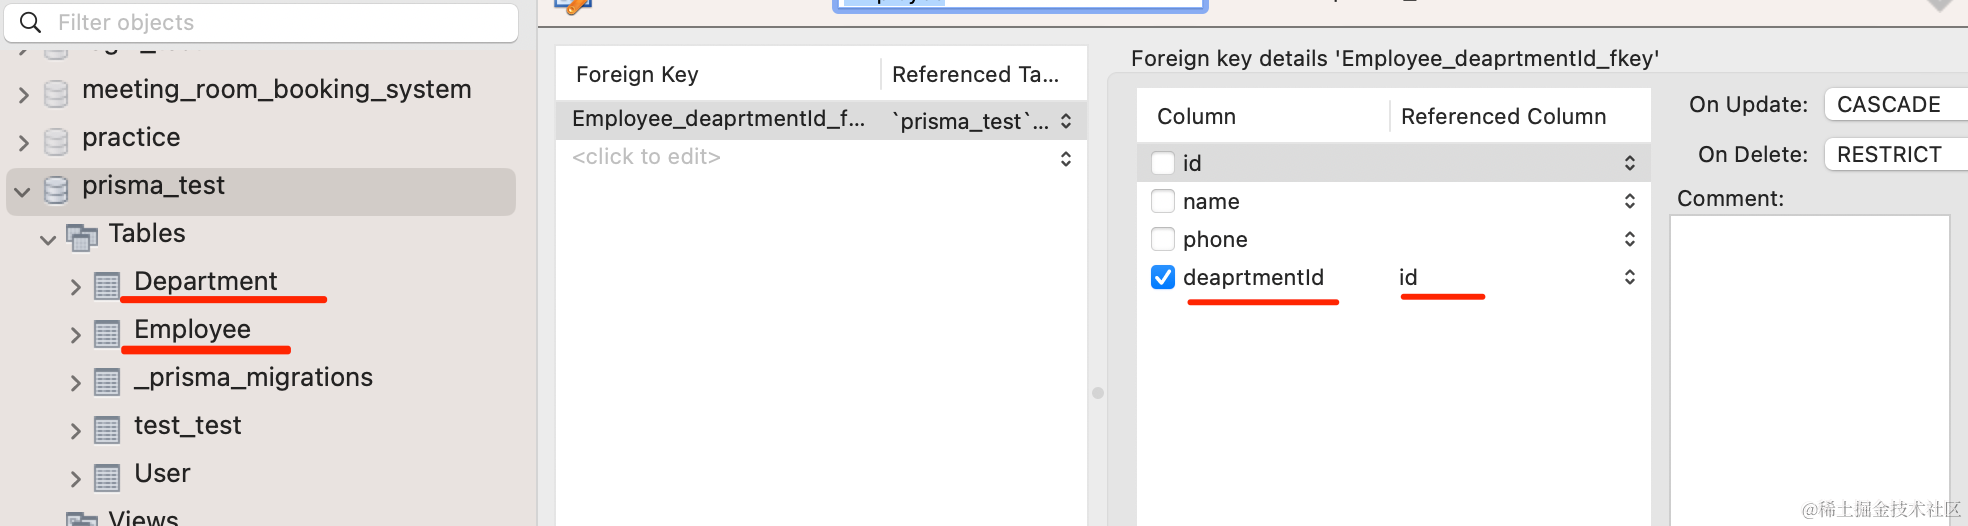 Filter objects
meeting_room_booking_system
practice
prisma_test
Tables
Department
Employee
_prisma_migrations
test_test
User
Views
Foreign Key
Referenced Ta...
Employee_deaprtmentId_f...
`prisma_test`...
<click to edit>
Foreign key details 'Employee_deaprtmentId_fkey'
Column
Referenced Column
id
name
phone
deaprtmentId
id
On Update:
CASCADE
On Delete:
RESTRICT
Comment:
@稀土掘金技术社区